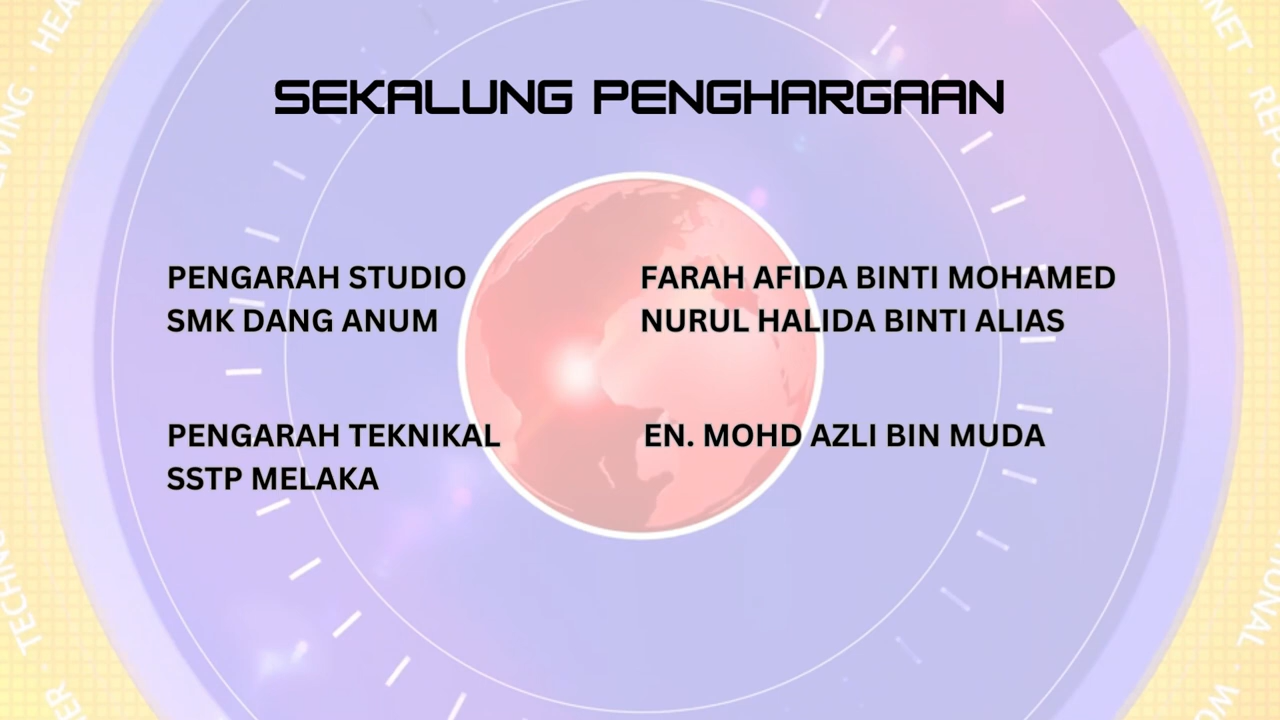 SEKALUNG PENGHARGAAN
PENGARAH STUDIO
SMK DANG ANUM
FARAH AFIDA BINTI MOHAMED
NURUL HALIDA BINTI ALIAS
PENGARAH TEKNIKAL
SSTP MELAKA
EN. MOHD AZLI BIN MUDA